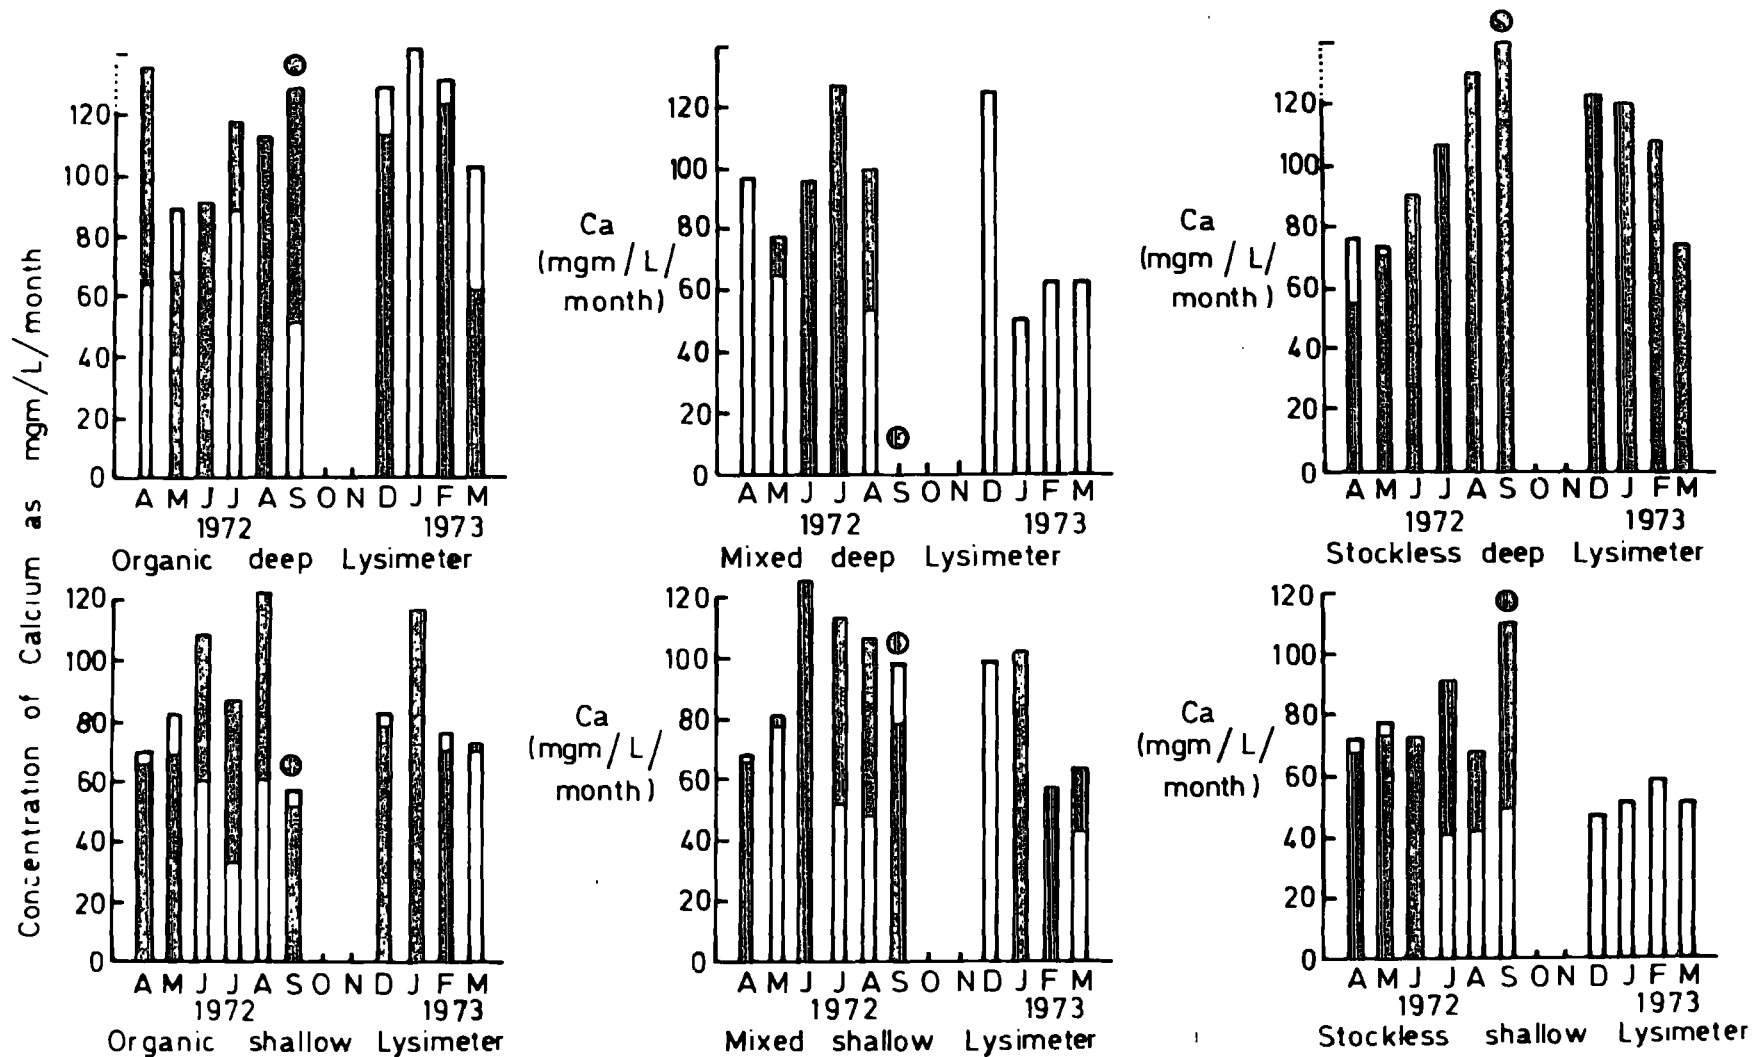 Concentration of Calcium as mgm/L/month
120
100
80
60
40
20
0
A M J J A S O N D J F M
1972 1973
Organic deep Lysimeter
Ca
(mgm/L/
month)
120
100
80
60
40
20
0
A M J J A S O N D J F M
1972 1973
Mixed deep Lysimeter
Ca
(mgm/L/
month)
120
100
80
60
40
20
0
A M J J A S O N D J F M
1972 1973
Stockless deep Lysimeter
120
100
80
60
40
20
0
A M J J A S O N D J F M
1972 1973
Organic shallow Lysimeter
Ca
(mgm/L/
month)
120
100
80
60
40
20
0
A M J J A S O N D J F M
1972 1973
Mixed shallow Lysimeter
Ca
(mgm/L/
month)
120
100
80
60
40
20
0
A M J J A S O N D J F M
1972 1973
Stockless shallow Lysimeter